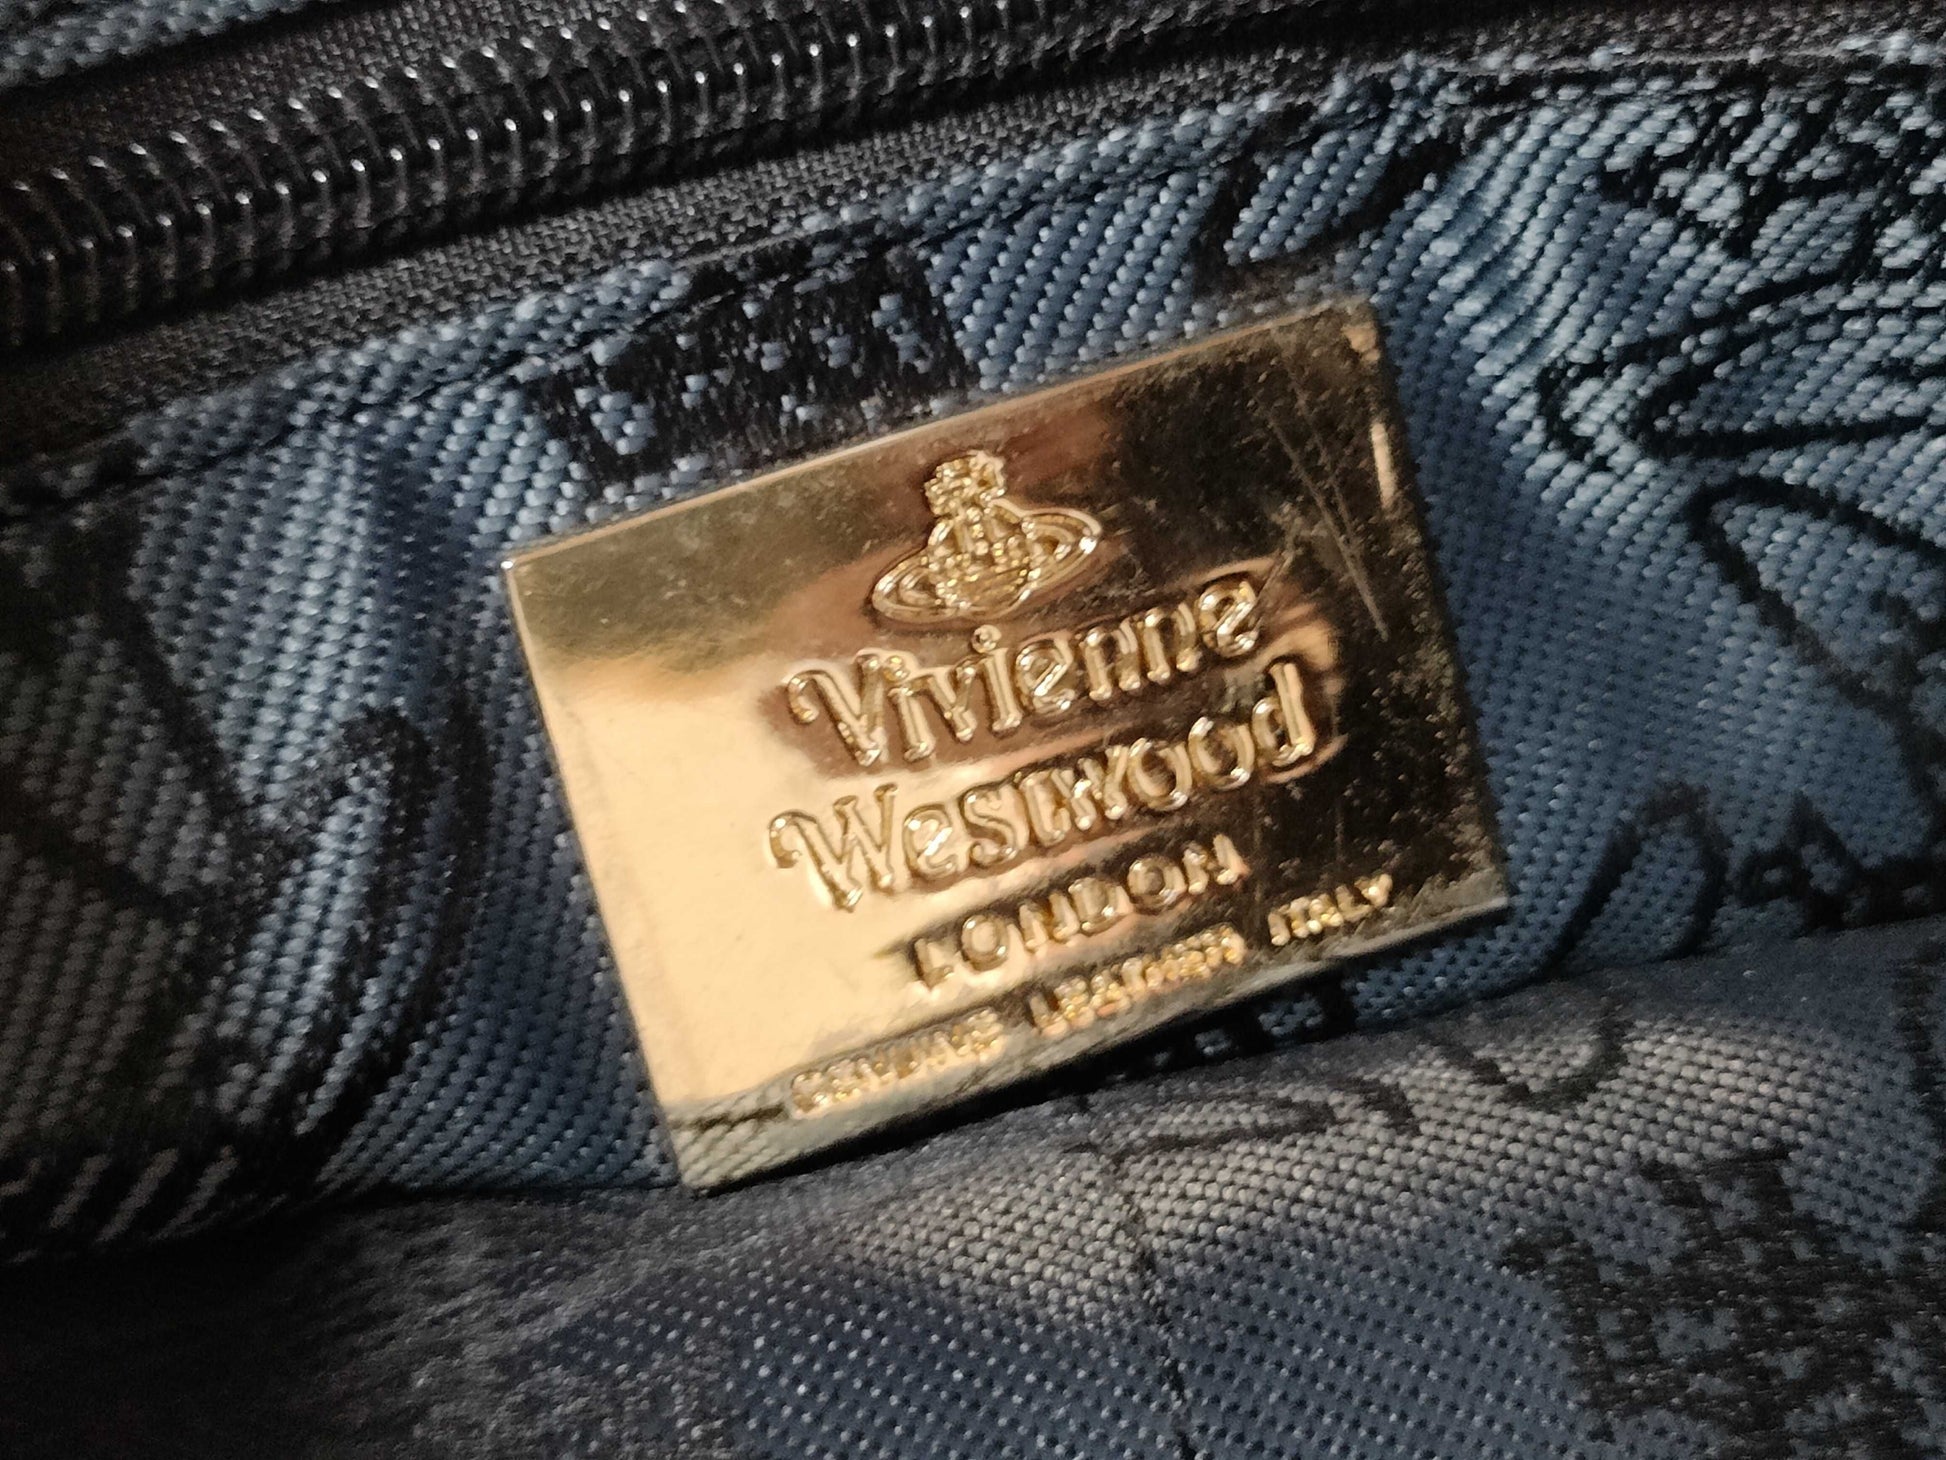 Vivienne
Westwood
LONDON
GENUINE LEATHER ITALY